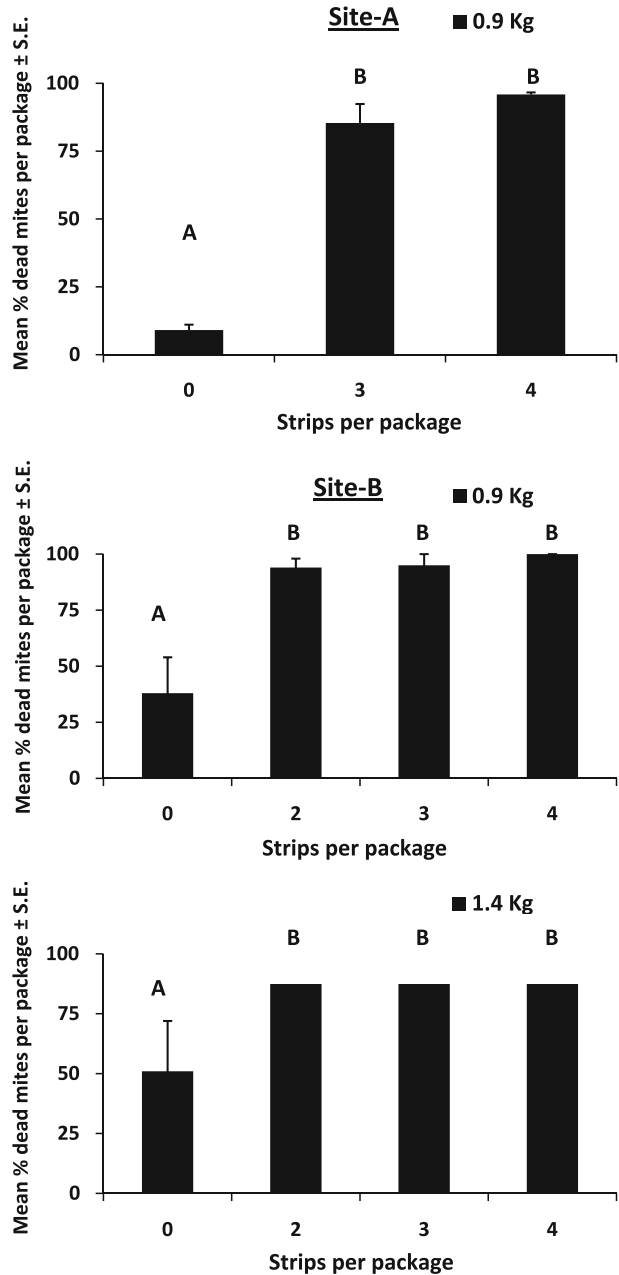 Site-A
0.9 Kg
Mean % dead mites per package ± S.E.
100
75
50
25
0
A
B
B
0
3
4
Strips per package
Site-B
0.9 Kg
Mean % dead mites per package ± S.E.
100
75
50
25
0
A
B
B
B
0
2
3
4
Strips per package
1.4 Kg
Mean % dead mites per package ± S.E.
100
75
50
25
0
A
B
B
B
0
2
3
4
Strips per package